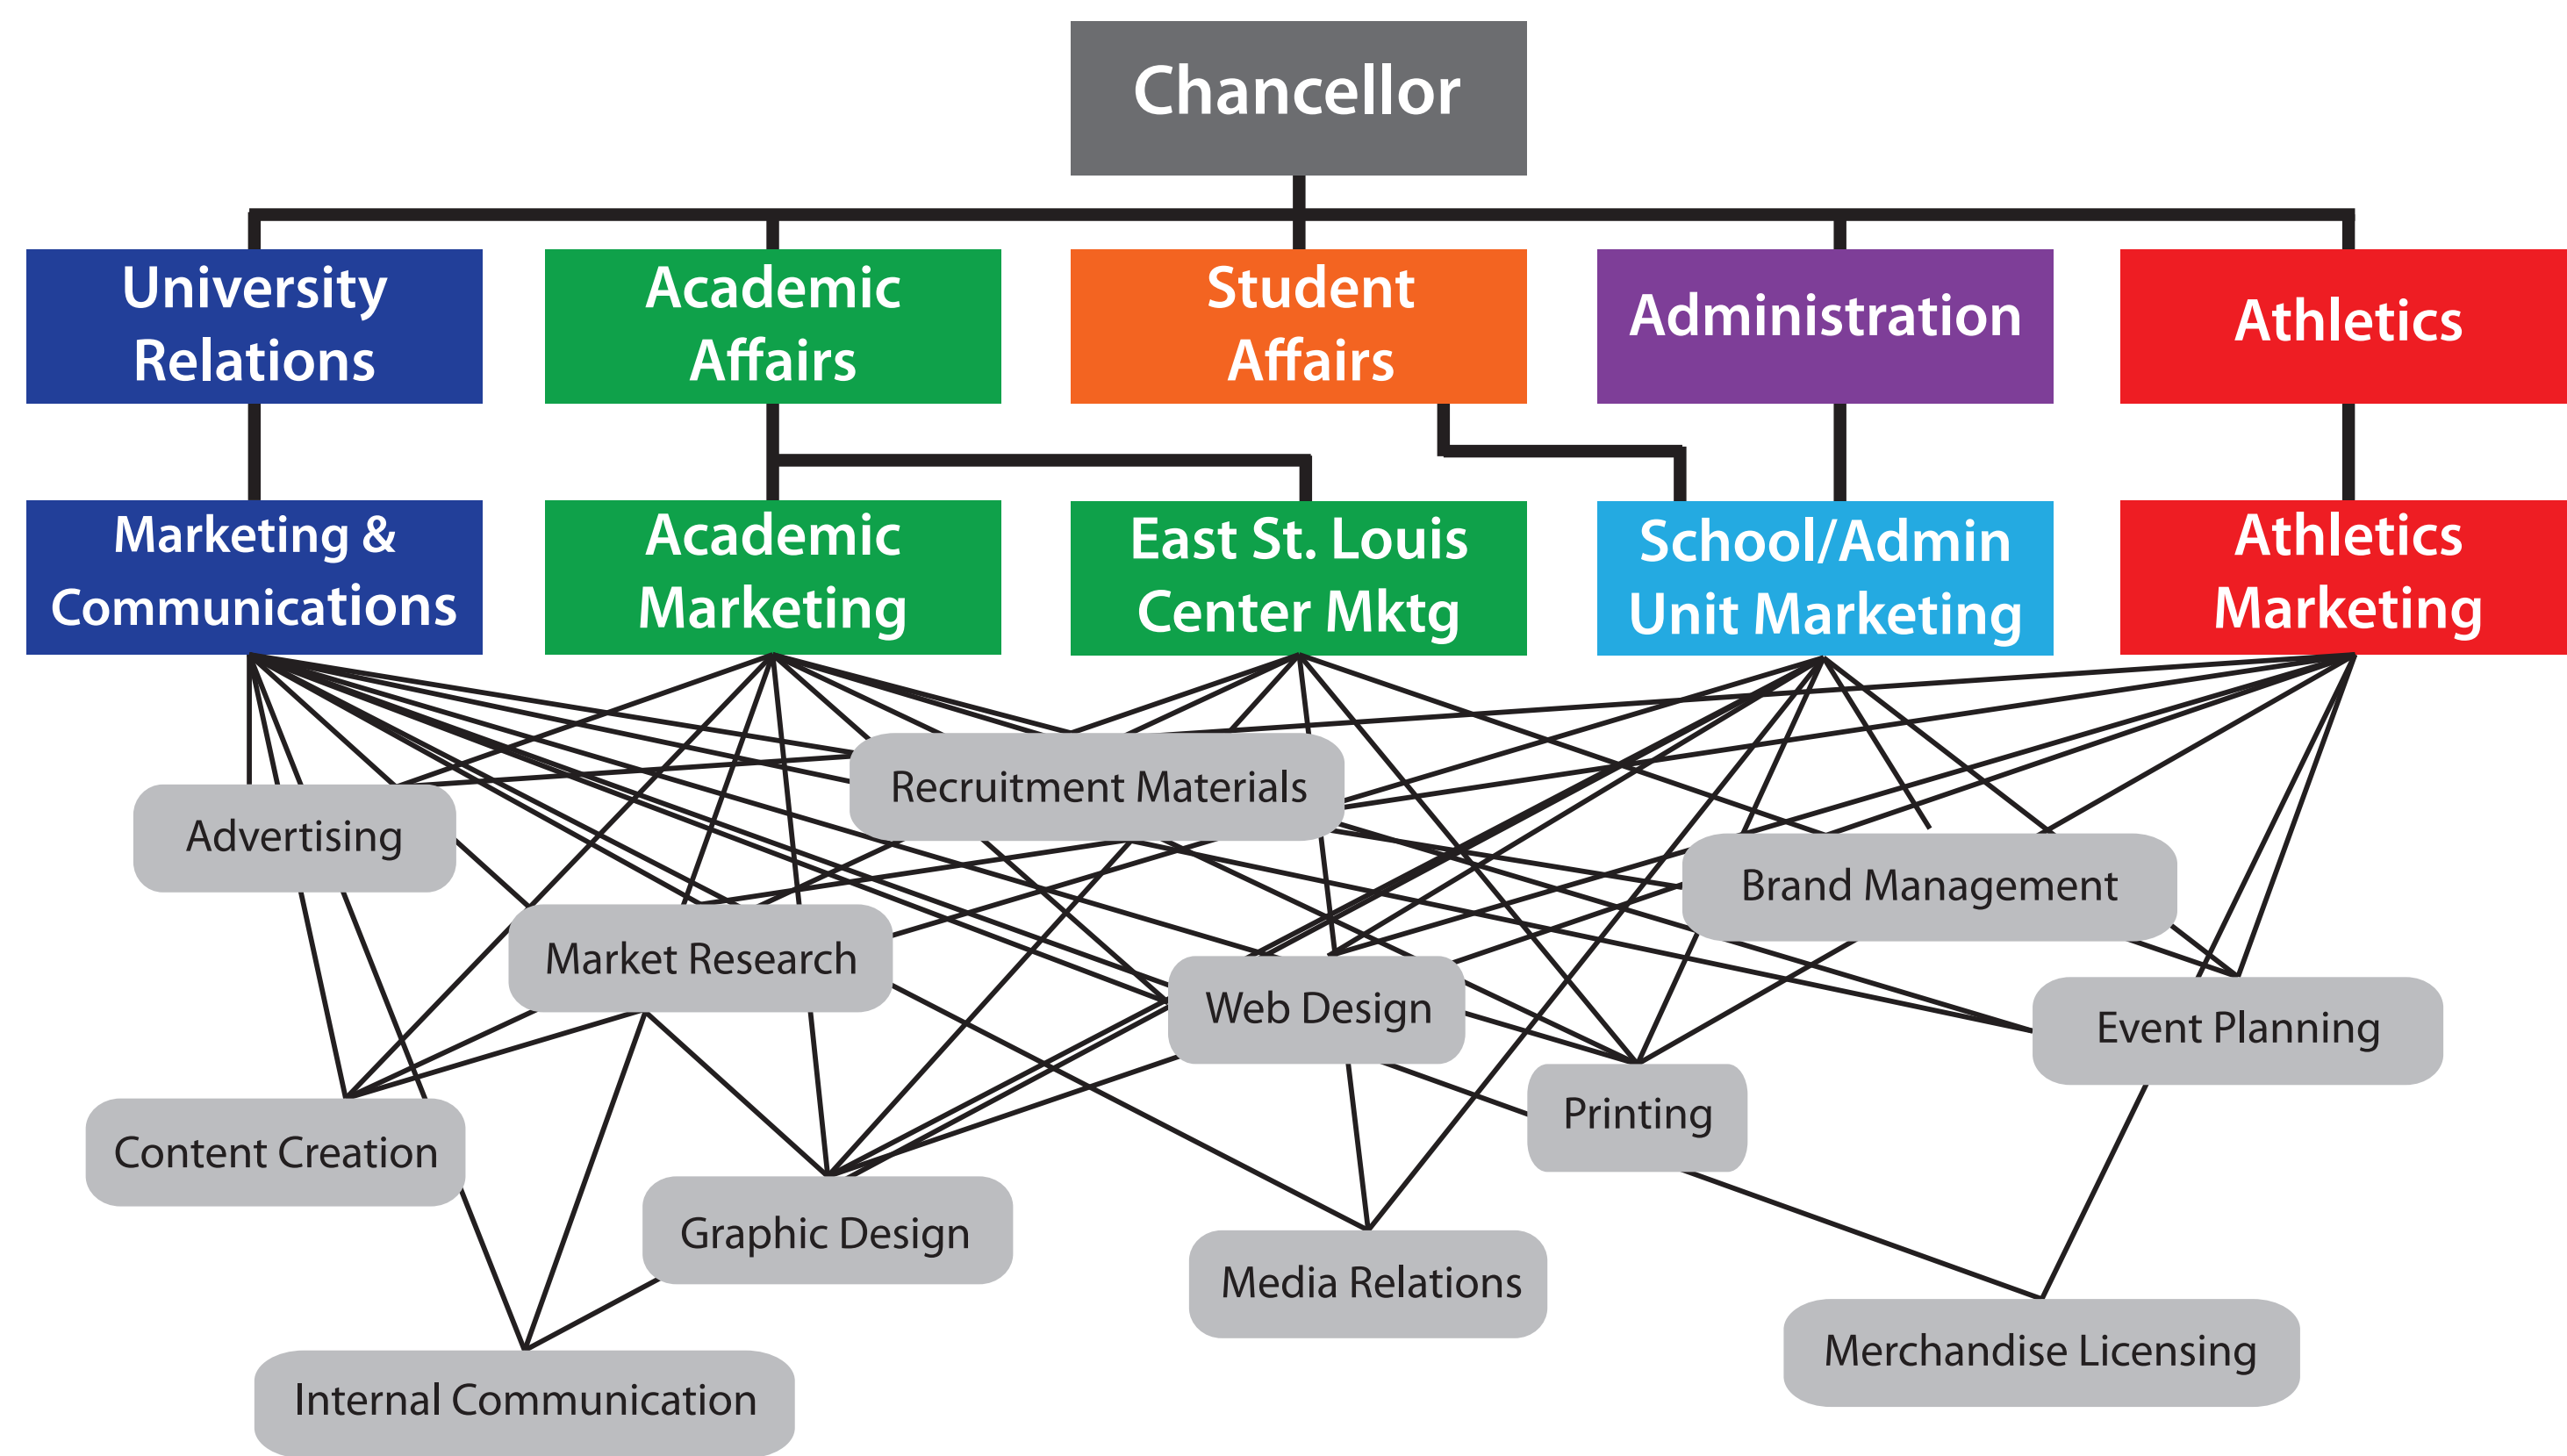 Chancellor
University
Relations
Academic
Affairs
Student
Affairs
Administration
Athletics
Marketing &
Communications
Academic
Marketing
East St. Louis
Center Mktg
School/Admin
Unit Marketing
Athletics
Marketing
Recruitment Materials
Advertising
Brand Management
Market Research
Web Design
Event Planning
Printing
Content Creation
Graphic Design
Media Relations
Merchandise Licensing
Internal Communication